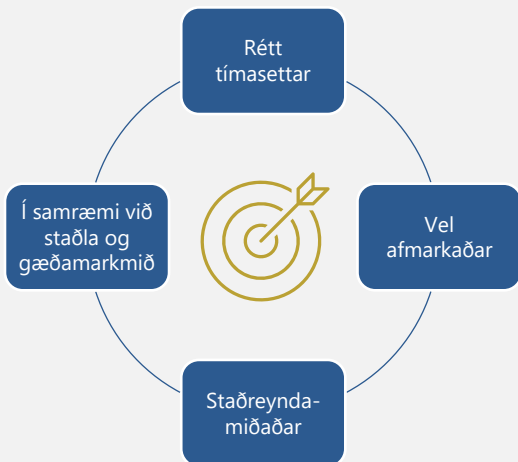 Rétt
tímasettar
Í samræmi við
staðla og
gæðamarkmið
Vel
afmarkaðar
Staðreynda-
miðaðar